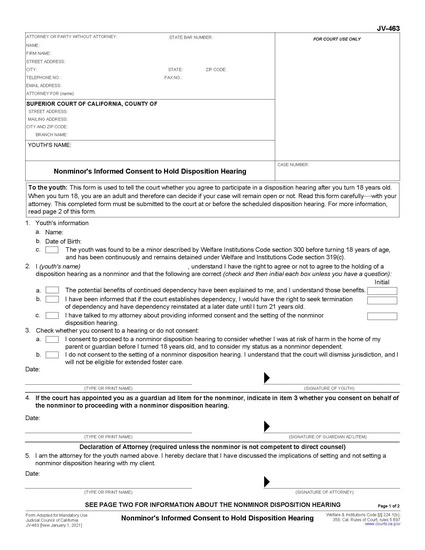 JV-463
ATTORNEY OR PARTY WITHOUT ATTORNEY: STATE BAR NUMBER:
FOR COURT USE ONLY
NAME:
FIRM NAME:
STREET ADDRESS:
CITY: STATE: ZIP CODE:
TELEPHONE NO.: FAX NO.:
EMAIL ADDRESS:
ATTORNEY FOR (name):
SUPERIOR COURT OF CALIFORNIA, COUNTY OF
STREET ADDRESS:
MAILING ADDRESS:
CITY AND ZIP CODE:
BRANCH NAME:
YOUTH'S NAME:
Nonminor's Informed Consent to Hold Disposition Hearing
CASE NUMBER:
To the youth: This form is used to tell the court whether you agree to participate in a disposition hearing after you turn 18 years old.
When you turn 18, you are an adult and therefore can decide if your case will remain open or not. Read this form carefully—with your
attorney. This completed form must be submitted to the court at or before the scheduled disposition hearing. For more information,
read page 2 of this form.
1. Youth's information
a. Name:
b. Date of Birth:
c. The youth was found to be a minor described by Welfare Institutions Code section 300 before turning 18 years of age,
and has been continuously and remains detained under Welfare and Institutions Code section 319(c).
2. I (youth's name) , understand I have the right to agree or not to agree to the holding of a
disposition hearing as a nonminor and that the following are correct (check and then initial each box unless you have a question):
Initial
a. The potential benefits of continued dependency have been explained to me, and I understand those benefits.
b. I have been informed that if the court establishes dependency, I would have the right to seek termination
of dependency and have dependency reinstated at a later date until I turn 21 years old.
c. I have talked to my attorney about providing informed consent and the setting of the nonminor
disposition hearing.
3. Check whether you consent to a hearing or do not consent:
a. I consent to proceed to a nonminor disposition hearing to consider whether I was at risk of harm in the home of my
parent or guardian before I turned 18 years old, and to consider my status as a nonminor dependent.
b. I do not consent to the setting of a nonminor disposition hearing. I understand that the court will dismiss jurisdiction, and I
will not be eligible for extended foster care.
Date:
(TYPE OR PRINT NAME) (SIGNATURE OF YOUTH)
4. If the court has appointed you as a guardian ad litem for the nonminor, indicate in item 3 whether you consent on behalf of
the nonminor to proceeding with a nonminor disposition hearing.
Date:
(TYPE OR PRINT NAME) (SIGNATURE OF GUARDIAN AD LITEM)
Declaration of Attorney (required unless the nonminor is not competent to direct counsel)
5. I am the attorney for the youth named above. I hereby declare that I have discussed the implications of setting and not setting a
nonminor disposition hearing with my client.
Date:
(TYPE OR PRINT NAME) (SIGNATURE OF ATTORNEY)
SEE PAGE TWO FOR INFORMATION ABOUT THE NONMINOR DISPOSITION HEARING
Page 1 of 2
Form Adopted for Mandatory Use
Judicial Council of California
JV-463 [New January 1, 2021]
Nonminor's Informed Consent to Hold Disposition Hearing
Welfare & Institutions Code §§ 224.1(b),
358; Cal. Rules of Court, rules 5.697
www.courts.ca.gov